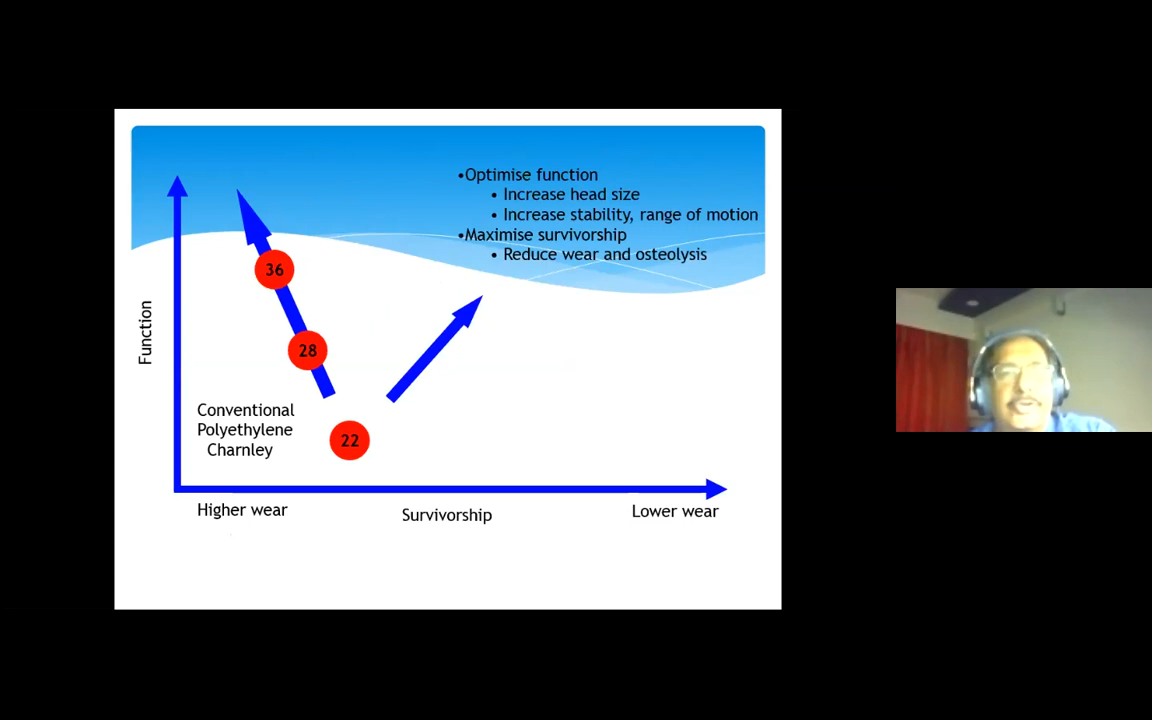 •Optimise function
• Increase head size
• Increase stability, range of motion
•Maximise survivorship
• Reduce wear and osteolysis
36
28
22
Function
Conventional
Polyethylene
Charnley
Higher wear
Survivorship
Lower wear